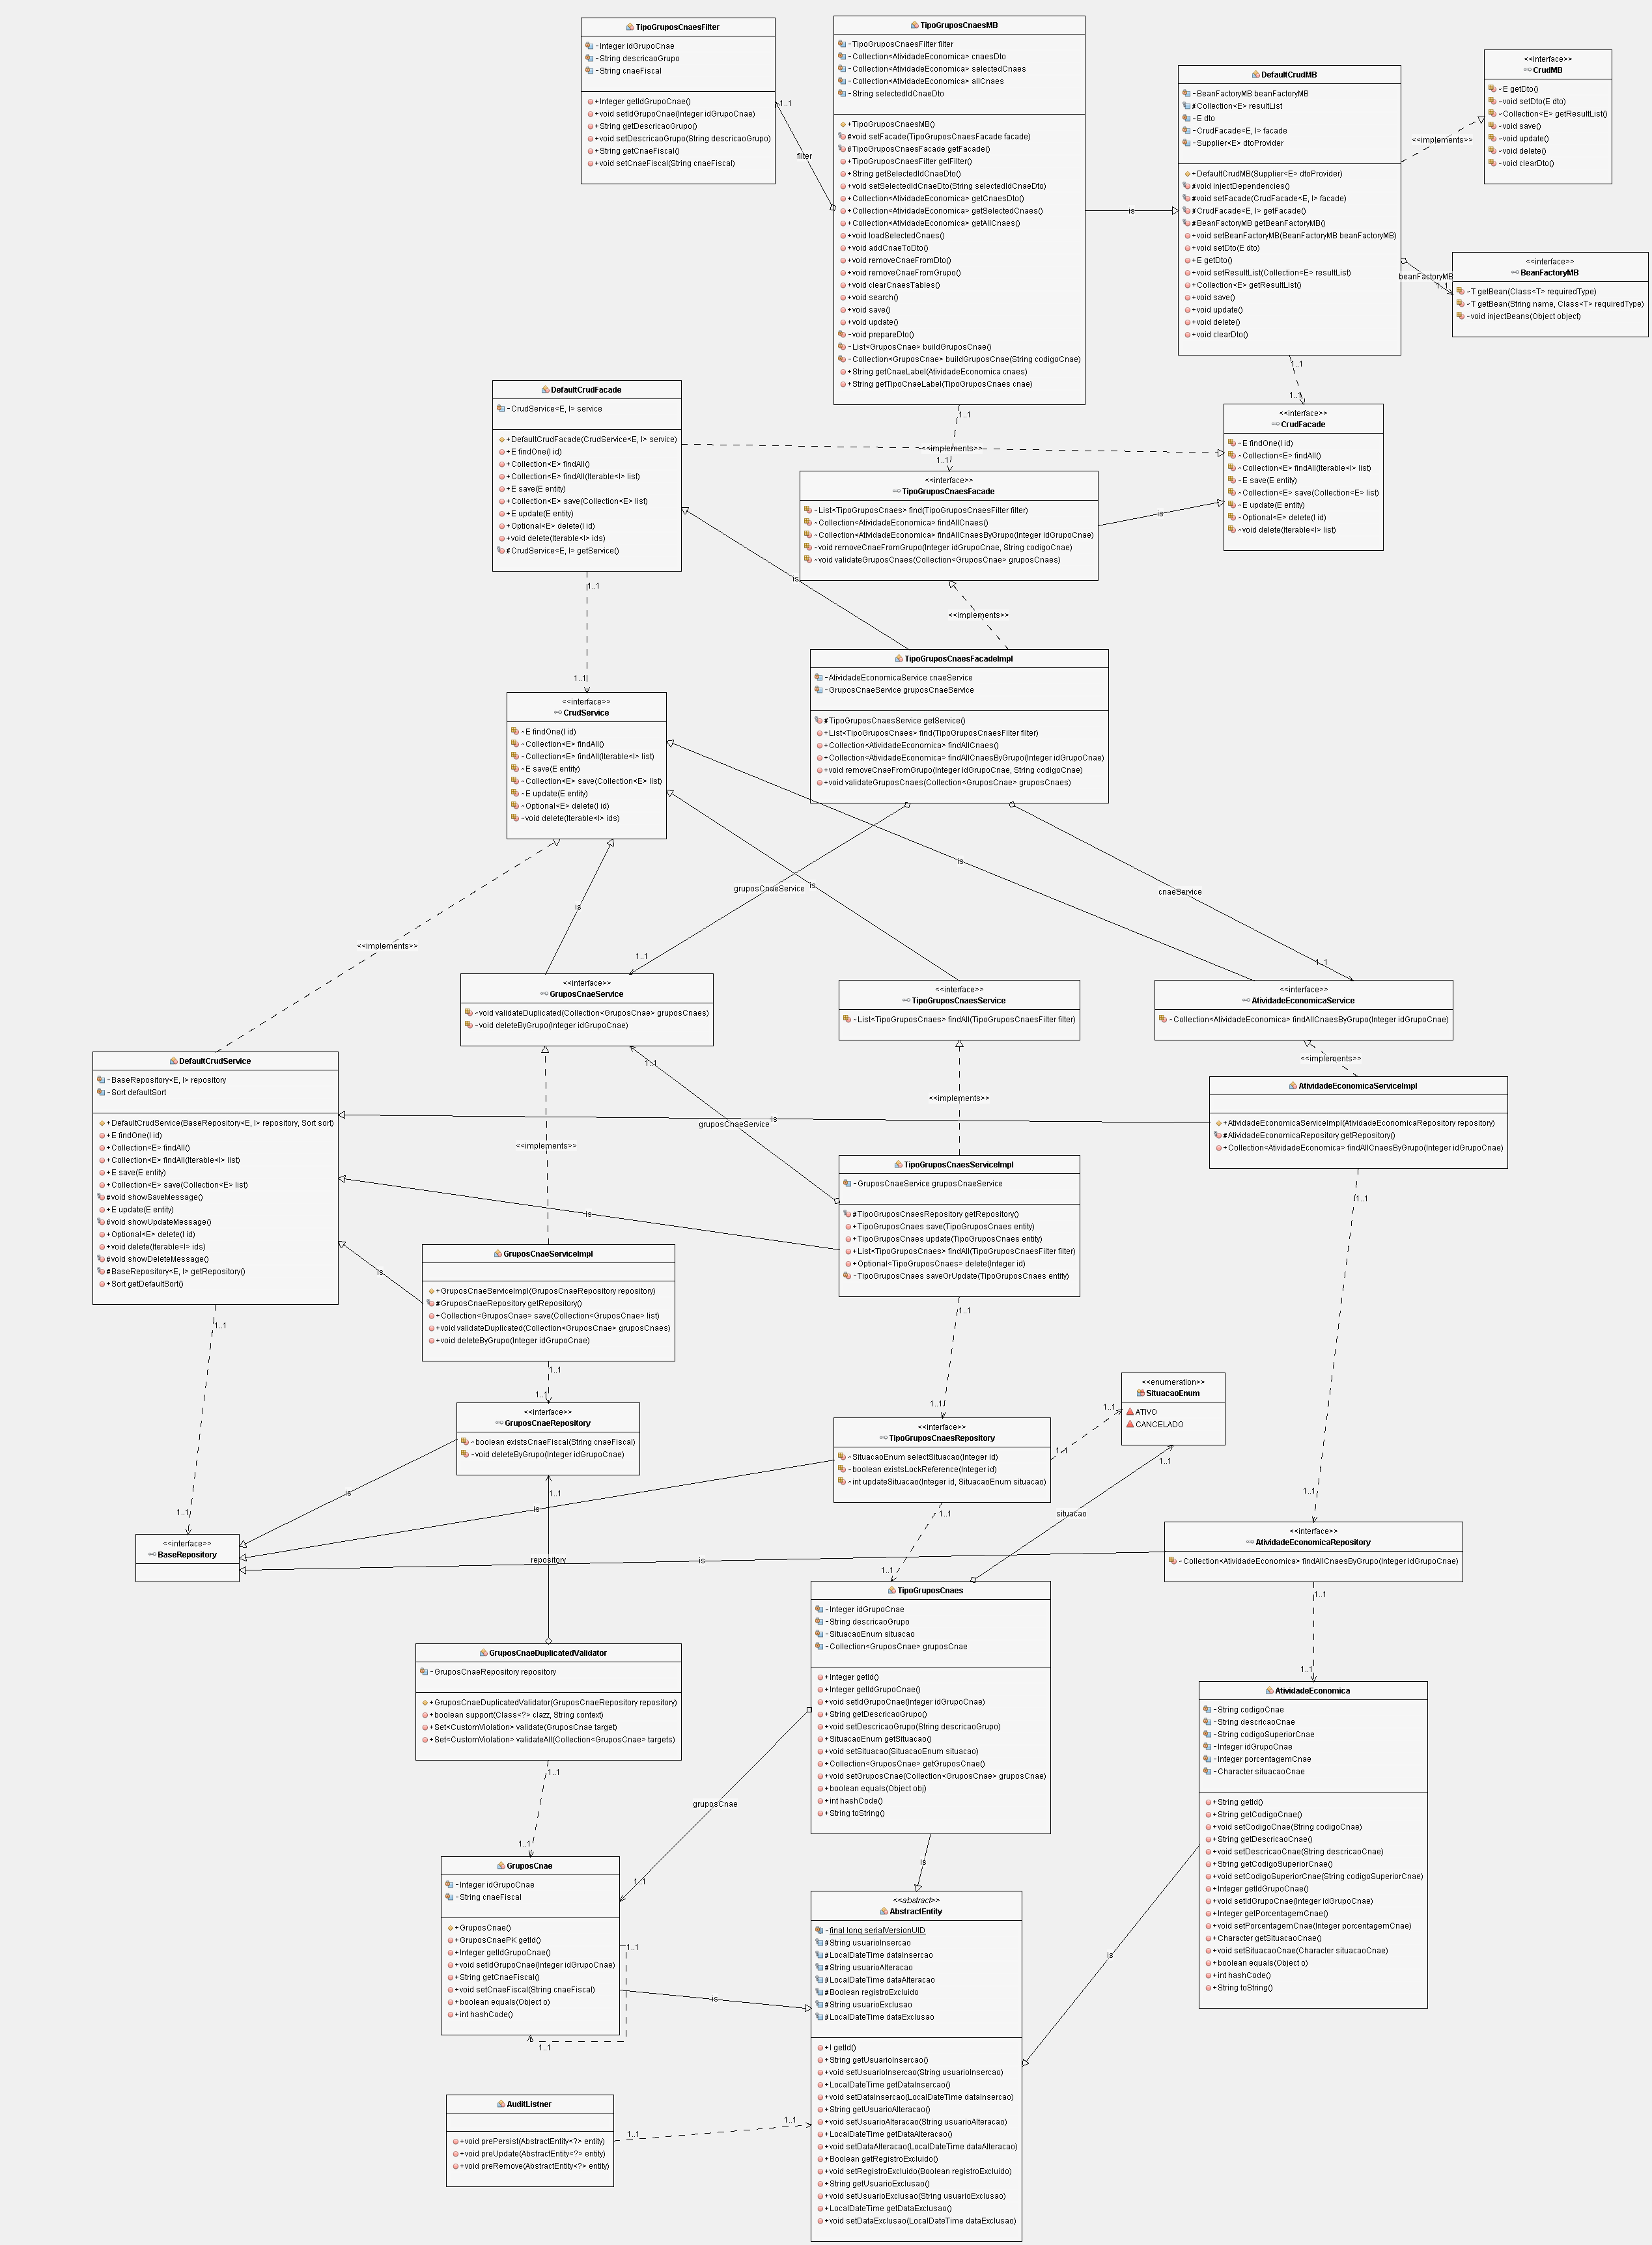 TipoGruposCnaesFilter
-Integer idGrupoCnae
-String descricaoGrupo
-String cnaeFiscal
+Integer getIdGrupoCnae()
+void setIdGrupoCnae(Integer idGrupoCnae)
+String getDescricaoGrupo()
+void setDescricaoGrupo(String descricaoGrupo)
+String getCnaeFiscal()
+void setCnaeFiscal(String cnaeFiscal)
1..1
filter
TipoGruposCnaesMB
-TipoGruposCnaesFilter filter
-Collection<AtividadeEconomica> cnaesDto
-Collection<AtividadeEconomica> selectedCnaes
-Collection<AtividadeEconomica> allCnaes
-String selectedIdCnaeDto
+TipoGruposCnaesMB()
#void setFacade(TipoGruposCnaesFacade facade)
#TipoGruposCnaesFacade getFacade()
+TipoGruposCnaesFilter getFilter()
+String getSelectedIdCnaeDto()
+void setSelectedIdCnaeDto(String selectedIdCnaeDto)
+Collection<AtividadeEconomica> getCnaesDto()
+Collection<AtividadeEconomica> getSelectedCnaes()
+Collection<AtividadeEconomica> getAllCnaes()
+void loadSelectedCnaes()
+void addCnaeToDto()
+void removeCnaeFromDto()
+void removeCnaeFromGrupo()
+void clearCnaesTables()
+void search()
+void save()
+void update()
-void prepareDto()
-List<GruposCnae> buildGruposCnae()
-Collection<GruposCnae> buildGruposCnae(String codigoCnae)
+String getCnaeLabel(AtividadeEconomica cnaes)
+String getTipoCnaeLabel(TipoGruposCnaes cnae)
is
DefaultCrudMB
-BeanFactoryMB beanFactoryMB
#Collection<E> resultList
-E dto
-CrudFacade<E, I> facade
-Supplier<E> dtoProvider
+DefaultCrudMB(Supplier<E> dtoProvider)
#void injectDependencies()
#void setFacade(CrudFacade<E, I> facade)
#CrudFacade<E, I> getFacade()
#BeanFactoryMB getBeanFactoryMB()
+void setBeanFactoryMB(BeanFactoryMB beanFactoryMB)
+void setDto(E dto)
+E getDto()
+void setResultList(Collection<E> resultList)
+Collection<E> getResultList()
+void save()
+void update()
+void delete()
+void clearDto()
<<implements>>
<<interface>>
CrudMB
-E getDto()
-void setDto(E dto)
-Collection<E> getResultList()
-void save()
-void update()
-void delete()
-void clearDto()
beanFactoryMB
1..1
<<interface>>
BeanFactoryMB
-T getBean(Class<T> requiredType)
-T getBean(String name, Class<T> requiredType)
-void injectBeans(Object object)
1..1
1..1
<<interface>>
CrudFacade
-E findOne(I id)
-Collection<E> findAll()
-Collection<E> findAll(Iterable<I> list)
-E save(E entity)
-Collection<E> save(Collection<E> list)
-E update(E entity)
-Optional<E> delete(I id)
-void delete(Iterable<I> list)
DefaultCrudFacade
-CrudService<E, I> service
+DefaultCrudFacade(CrudService<E, I> service)
+E findOne(I id)
+Collection<E> findAll()
+Collection<E> findAll(Iterable<I> list)
+E save(E entity)
+Collection<E> save(Collection<E> list)
+E update(E entity)
+Optional<E> delete(I id)
+void delete(Iterable<I> ids)
#CrudService<E, I> getService()
<<implements>>
1..1
1..1
<<interface>>
TipoGruposCnaesFacade
-List<TipoGruposCnaes> find(TipoGruposCnaesFilter filter)
-Collection<AtividadeEconomica> findAllCnaes()
-Collection<AtividadeEconomica> findAllCnaesByGrupo(Integer idGrupoCnae)
-void removeCnaeFromGrupo(Integer idGrupoCnae, String codigoCnae)
-void validateGruposCnaes(Collection<GruposCnae> gruposCnaes)
is
is
<<implements>>
1..1
1..1
TipoGruposCnaesFacadeImpl
-AtividadeEconomicaService cnaeService
-GruposCnaeService gruposCnaeService
#TipoGruposCnaesService getService()
+List<TipoGruposCnaes> find(TipoGruposCnaesFilter filter)
+Collection<AtividadeEconomica> findAllCnaes()
+Collection<AtividadeEconomica> findAllCnaesByGrupo(Integer idGrupoCnae)
+void removeCnaeFromGrupo(Integer idGrupoCnae, String codigoCnae)
+void validateGruposCnaes(Collection<GruposCnae> gruposCnaes)
<<interface>>
CrudService
-E findOne(I id)
-Collection<E> findAll()
-Collection<E> findAll(Iterable<I> list)
-E save(E entity)
-Collection<E> save(Collection<E> list)
-E update(E entity)
-Optional<E> delete(I id)
-void delete(Iterable<I> ids)
is
gruposCnaeService
is
cnaeService
is
<<implements>>
1..1
1..1
<<interface>>
GruposCnaeService
-void validateDuplicated(Collection<GruposCnae> gruposCnaes)
-void deleteByGrupo(Integer idGrupoCnae)
<<interface>>
TipoGruposCnaesService
-List<TipoGruposCnaes> findAll(TipoGruposCnaesFilter filter)
<<interface>>
AtividadeEconomicaService
-Collection<AtividadeEconomica> findAllCnaesByGrupo(Integer idGrupoCnae)
<<implements>>
DefaultCrudService
-BaseRepository<E, I> repository
-Sort defaultSort
+DefaultCrudService(BaseRepository<E, I> repository, Sort sort)
+E findOne(I id)
+Collection<E> findAll()
+Collection<E> findAll(Iterable<I> list)
+E save(E entity)
+Collection<E> save(Collection<E> list)
#void showSaveMessage()
+E update(E entity)
#void showUpdateMessage()
+Optional<E> delete(I id)
+void delete(Iterable<I> ids)
#void showDeleteMessage()
#BaseRepository<E, I> getRepository()
+Sort getDefaultSort()
1..1
gruposCnaeService
<<implements>>
<<implements>>
is
AtividadeEconomicaServiceImpl
#AtividadeEconomicaServiceImpl(AtividadeEconomicaRepository repository)
#AtividadeEconomicaRepository getRepository()
+Collection<AtividadeEconomica> findAllCnaesByGrupo(Integer idGrupoCnae)
TipoGruposCnaesServiceImpl
-GruposCnaeService gruposCnaeService
#TipoGruposCnaesRepository getRepository()
+TipoGruposCnaes save(TipoGruposCnaes entity)
+TipoGruposCnaes update(TipoGruposCnaes entity)
+List<TipoGruposCnaes> findAll(TipoGruposCnaesFilter filter)
+Optional<TipoGruposCnaes> delete(Integer id)
-TipoGruposCnaes saveOrUpdate(TipoGruposCnaes entity)
is
is
GruposCnaeServiceImpl
+GruposCnaeServiceImpl(GruposCnaeRepository repository)
#GruposCnaeRepository getRepository()
+Collection<GruposCnae> save(Collection<GruposCnae> list)
+void validateDuplicated(Collection<GruposCnae> gruposCnaes)
+void deleteByGrupo(Integer idGrupoCnae)
1..1
1..1
1..1
1..1
1..1
1..1
<<interface>>
GruposCnaeRepository
-boolean existsCnaeFiscal(String cnaeFiscal)
-void deleteByGrupo(Integer idGrupoCnae)
<<interface>>
TipoGruposCnaesRepository
-SituacaoEnum selectSituacao(Integer id)
-boolean existsLockReference(Integer id)
-int updateSituacao(Integer id, SituacaoEnum situacao)
1..1
1..1
<<enumeration>>
SituacaoEnum
ATIVO
CANCELADO
1..1
situacao
is
is
1..1
1..1
1..1
1..1
1..1
<<interface>>
BaseRepository
repository
is
<<interface>>
AtividadeEconomicaRepository
-Collection<AtividadeEconomica> findAllCnaesByGrupo(Integer idGrupoCnae)
1..1
1..1
TipoGruposCnaes
-Integer idGrupoCnae
-String descricaoGrupo
-SituacaoEnum situacao
-Collection<GruposCnae> gruposCnae
+Integer getId()
+Integer getIdGrupoCnae()
+void setIdGrupoCnae(Integer idGrupoCnae)
+String getDescricaoGrupo()
+void setDescricaoGrupo(String descricaoGrupo)
+SituacaoEnum getSituacao()
+void setSituacao(SituacaoEnum situacao)
+Collection<GruposCnae> getGruposCnae()
+void setGruposCnae(Collection<GruposCnae> gruposCnae)
+boolean equals(Object obj)
+int hashCode()
+String toString()
GruposCnaeDuplicatedValidator
-GruposCnaeRepository repository
+GruposCnaeDuplicatedValidator(GruposCnaeRepository repository)
+boolean support(Class<?> clazz, String context)
+Set<CustomViolation> validate(GruposCnae target)
+Set<CustomViolation> validateAll(Collection<GruposCnae> targets)
AtividadeEconomica
-String codigoCnae
-String descricaoCnae
-String codigoSuperiorCnae
-Integer idGrupoCnae
-Integer porcentagemCnae
-Character situacaoCnae
+String getId()
+String getCodigoCnae()
+void setCodigoCnae(String codigoCnae)
+String getDescricaoCnae()
+void setDescricaoCnae(String descricaoCnae)
+String getCodigoSuperiorCnae()
+void setCodigoSuperiorCnae(String codigoSuperiorCnae)
+Integer getIdGrupoCnae()
+void setIdGrupoCnae(Integer idGrupoCnae)
+Integer getPorcentagemCnae()
+void setPorcentagemCnae(Integer porcentagemCnae)
+Character getSituacaoCnae()
+void setSituacaoCnae(Character situacaoCnae)
+boolean equals(Object o)
+int hashCode()
+String toString()
1..1
1..1
gruposCnae
1..1
is
is
GruposCnae
-Integer idGrupoCnae
-String cnaeFiscal
+GruposCnae()
+GruposCnaePK getId()
+Integer getIdGrupoCnae()
+void setIdGrupoCnae(Integer idGrupoCnae)
+String getCnaeFiscal()
+void setCnaeFiscal(String cnaeFiscal)
+boolean equals(Object o)
+int hashCode()
1..1
1..1
is
<<abstract>>
AbstractEntity
-final long serialVersionUID
#String usuarioInsercao
#LocalDateTime dataInsercao
#String usuarioAlteracao
#LocalDateTime dataAlteracao
#Boolean registroExcluido
#String usuarioExclusao
#LocalDateTime dataExclusao
+I getId()
+String getUsuarioInsercao()
+void setUsuarioInsercao(String usuarioInsercao)
+LocalDateTime getDataInsercao()
+void setDataInsercao(LocalDateTime dataInsercao)
+String getUsuarioAlteracao()
+void setUsuarioAlteracao(String usuarioAlteracao)
+LocalDateTime getDataAlteracao()
+void setDataAlteracao(LocalDateTime dataAlteracao)
+Boolean getRegistroExcluido()
+void setRegistroExcluido(Boolean registroExcluido)
+String getUsuarioExclusao()
+void setUsuarioExclusao(String usuarioExclusao)
+LocalDateTime getDataExclusao()
+void setDataExclusao(LocalDateTime dataExclusao)
AuditListner
+void prePersist(AbstractEntity<?> entity)
+void preUpdate(AbstractEntity<?> entity)
+void preRemove(AbstractEntity<?> entity)
1..1
1..1